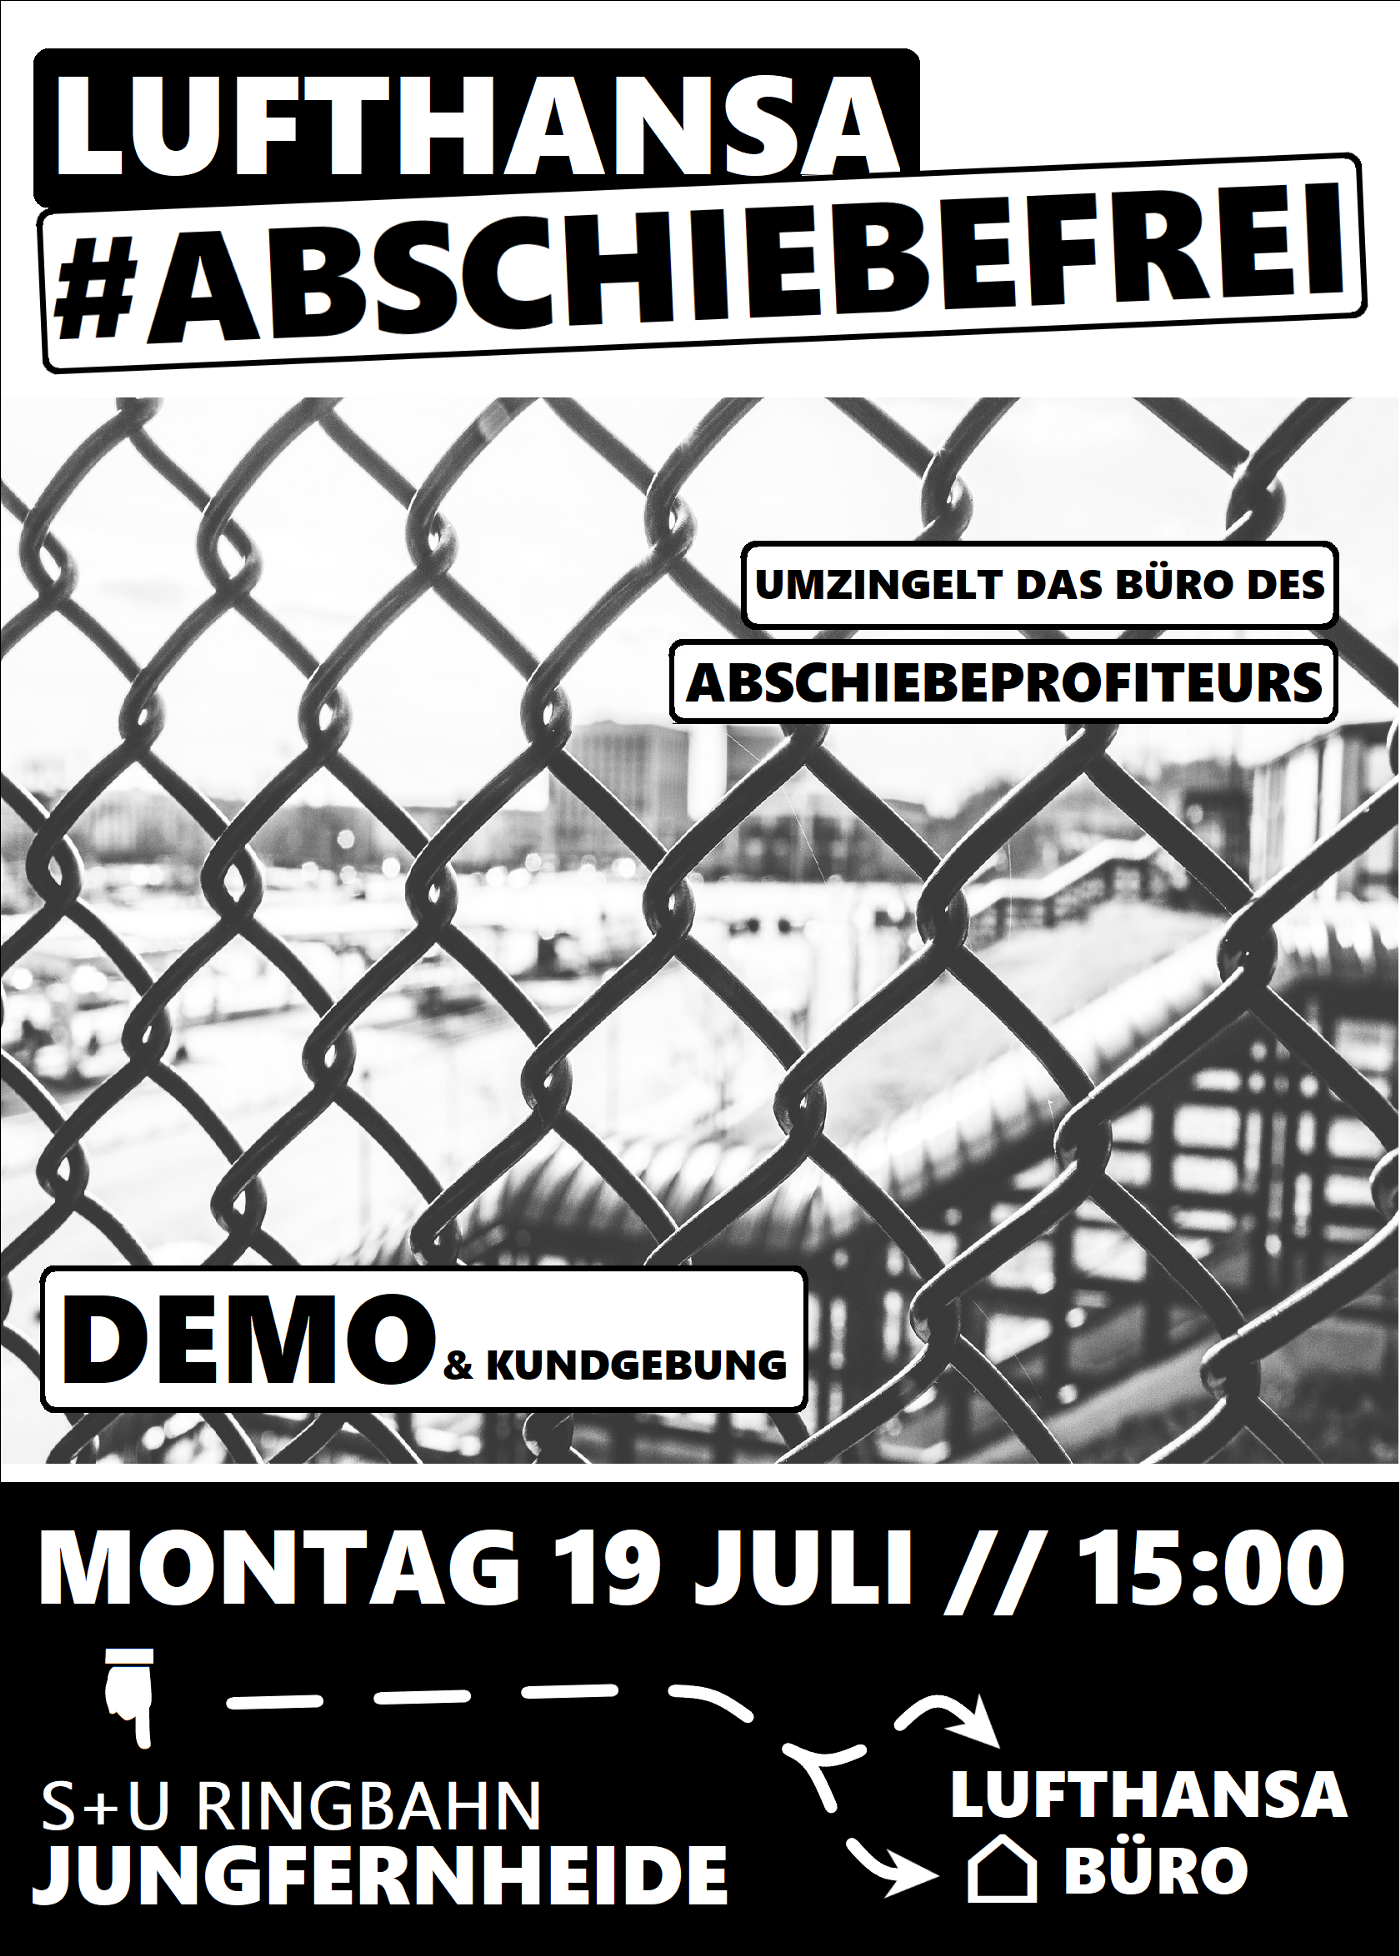 LUFTHANSA
#ABSCHIEBEFREI
UMZINGELT DAS BÜRO DES
ABSCHIEBEPROFITEURS
DEMO & KUNDGEBUNG
MONTAG 19 JULI // 15:00
S+U RINGBAHN
JUNGFERNHEIDE
LUFTHANSA
BÜRO